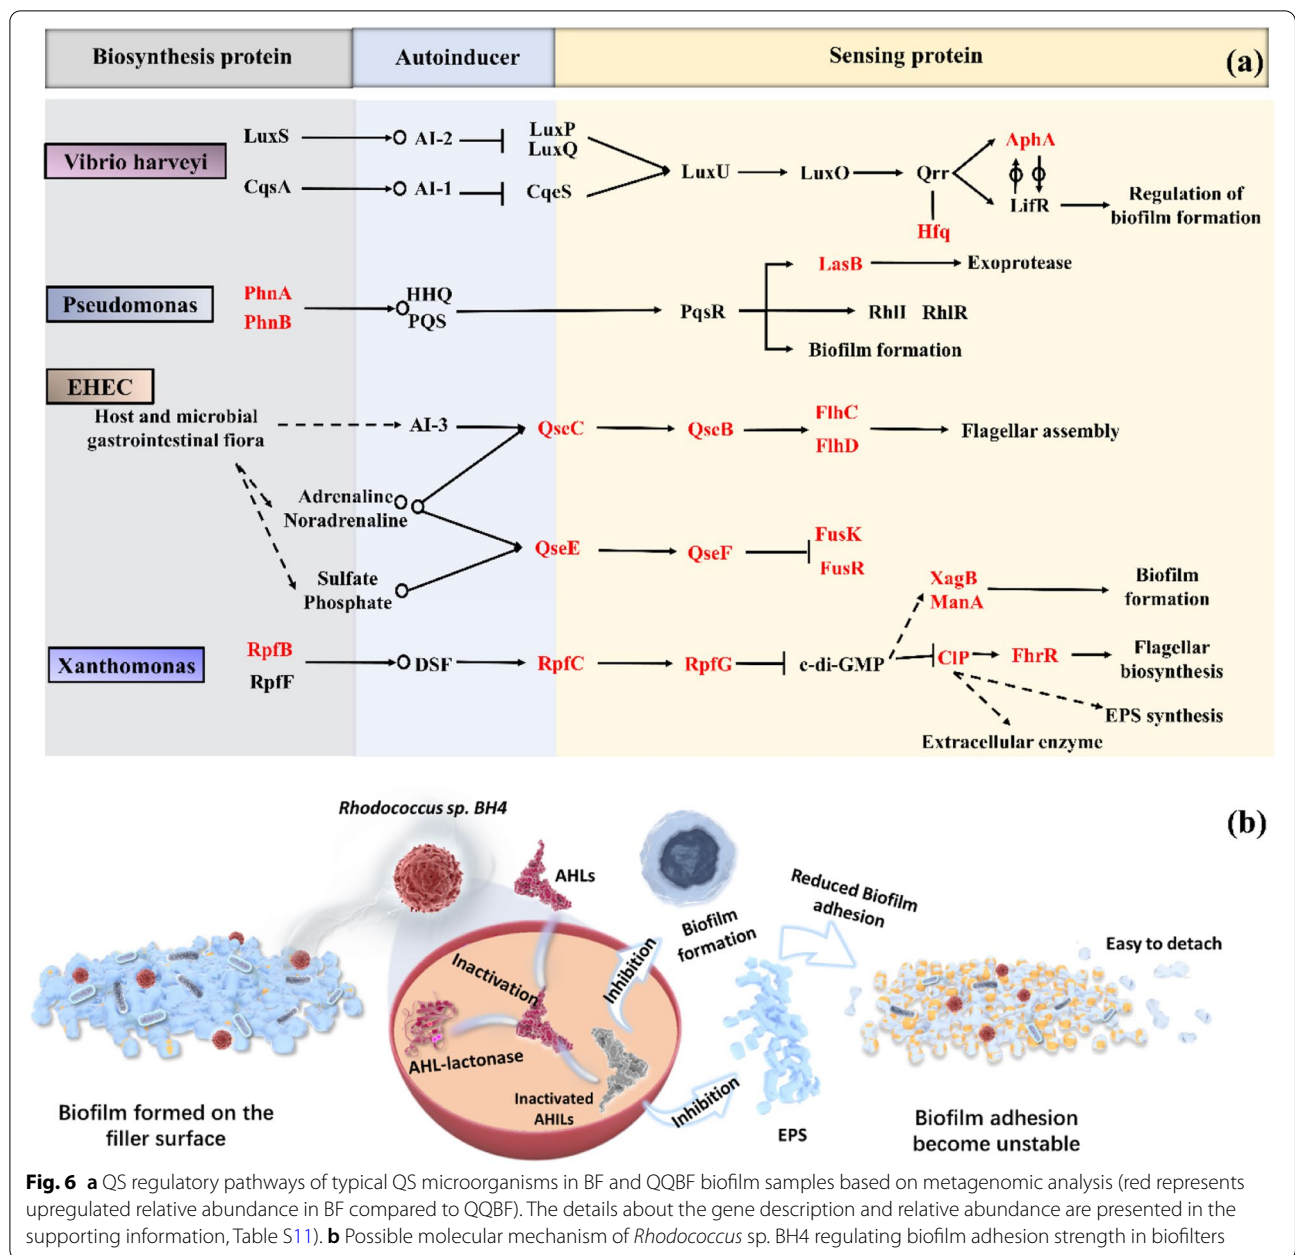 Biosynthesis protein Autoinducer Sensing protein (a)
Vibrio harveyi
LuxS AI-2 LuxP
LuxQ
CqsA AI-1 CqeS
LuxU LuxO Qrr
AphA
LifR
Hfq
Regulation of
biofilm formation
Pseudomonas
PhnA
PhnB
HHQ
PQS
PqsR
LasB Exoprotease
RhlI RhlR
Biofilm formation
EHEC
Host and microbial
gastrointestinal fiora
AI-3 QseC QseB FlhC
FlhD
Flagellar assembly
Adrenaline
Noradrenaline
QseE QseF FusK
FusR
Sulfate
Phosphate
Xanthomonas
RpfB
RpfF
DSF RpfC RpfG c-di-GMP
XagB
ManA
Biofilm
formation
ClP FhrR Flagellar
biosynthesis
EPS synthesis
Extracellular enzyme
(b)
Rhodococcus sp. BH4
AHLs
Inactivation
AHL-lactonase
Inactivated
AHILs
Inhibition
Biofilm
formation
Inhibition
EPS
Reduced Biofilm
adhesion
Easy to detach
Biofilm formed on the
filler surface
Biofilm adhesion
become unstable
Fig. 6 a QS regulatory pathways of typical QS microorganisms in BF and QQBF biofilm samples based on metagenomic analysis (red represents
upregulated relative abundance in BF compared to QQBF). The details about the gene description and relative abundance are presented in the
supporting information, Table S11). b Possible molecular mechanism of Rhodococcus sp. BH4 regulating biofilm adhesion strength in biofilters